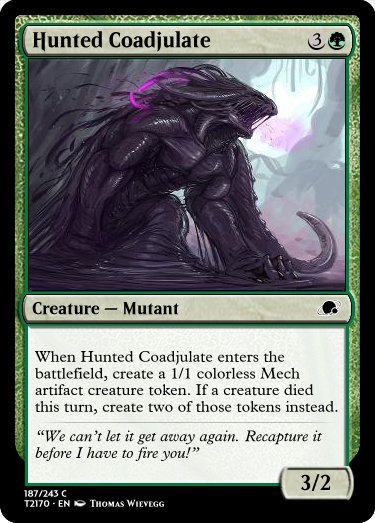 Hunted Coadjulate 3
Creature — Mutant
When Hunted Coadjulate enters the
battlefield, create a 1/1 colorless Mech
artifact creature token. If a creature died
this turn, create two of those tokens instead.
“We can’t let it get away again. Recapture it
before I have to fire you!”
3/2
187/243 C
T2170 · EN Thomas Wievegg